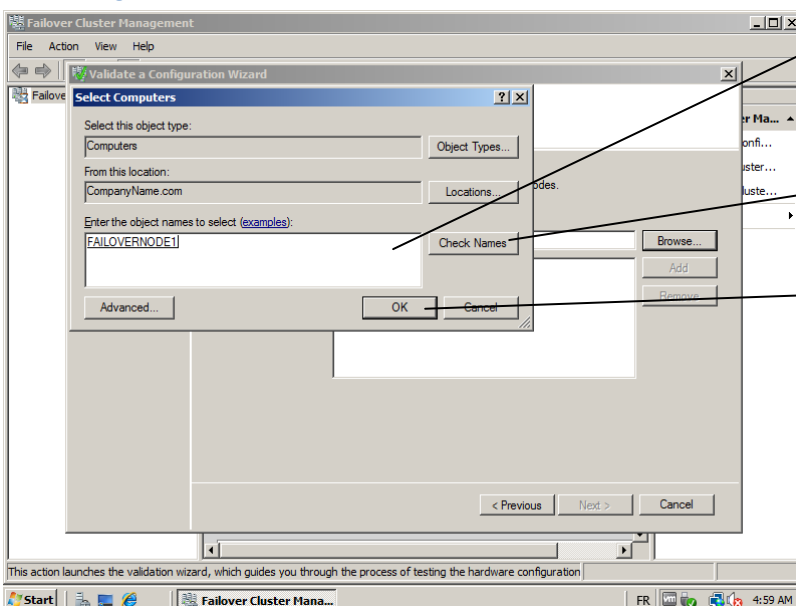 Failover Cluster Management
File Action View Help
Validate a Configuration Wizard
Failove
Select Computers
er Ma...
Select this object type:
Computers
Object Types...
onfi...
uster...
From this location:
CompanyName.com
Locations...
odes.
luste...
Enter the object names to select (examples):
FAILOVERNODE1
Check Names
Browse...
Add
Remove
Advanced...
OK
Cancel
< Previous
Next >
Cancel
This action launches the validation wizard, which guides you through the process of testing the hardware configuration
Start
Failover Cluster Mana...
FR
4:59 AM